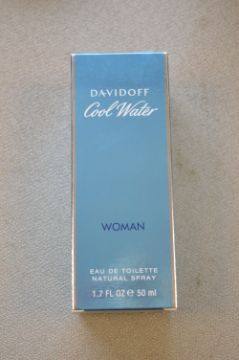 DAVIDOFF
Cool Water
WOMAN
EAU DE TOILETTE
NATURAL SPRAY
1.7 FL OZ ℮ 50 ml